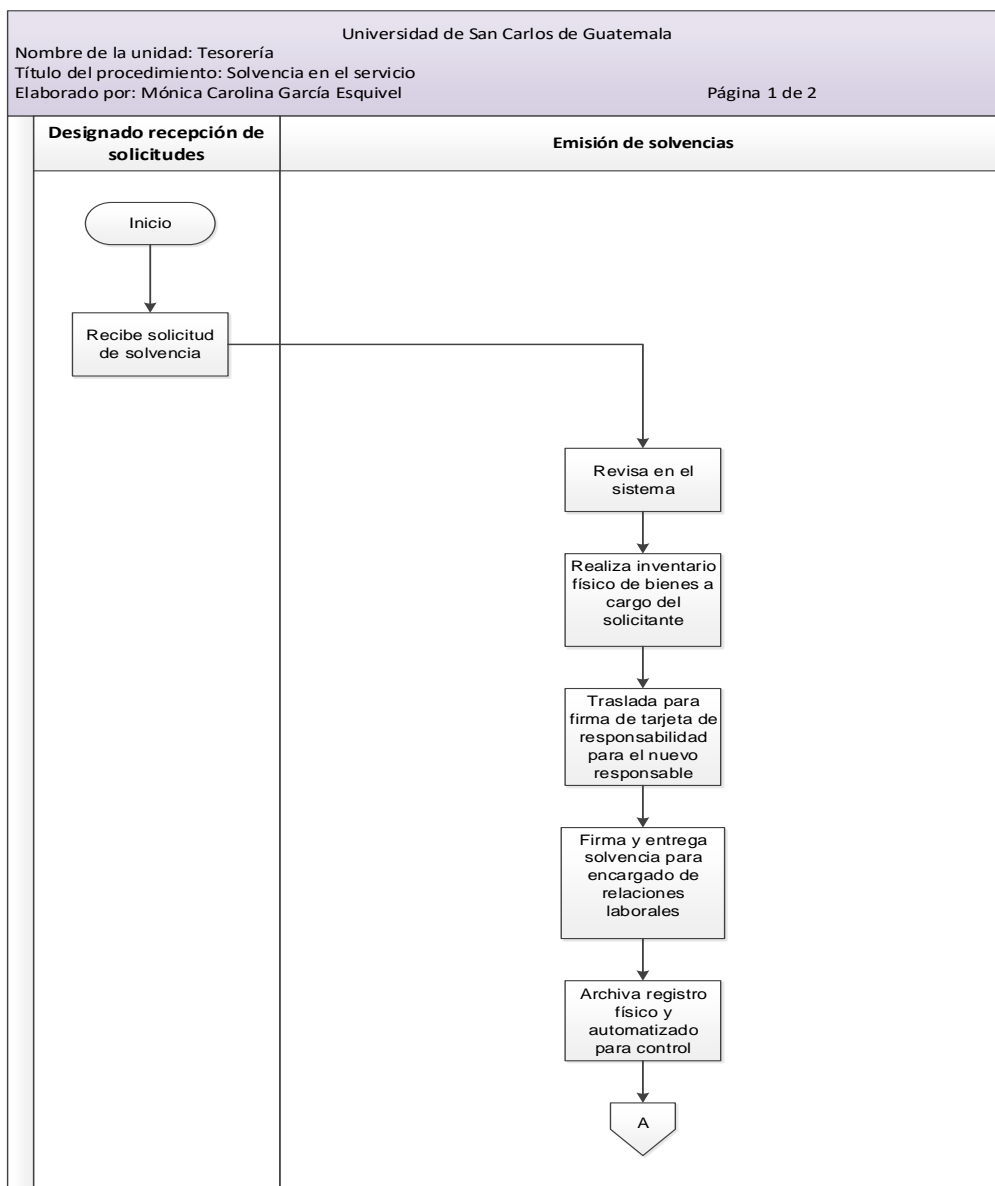 Universidad de San Carlos de Guatemala
Nombre de la unidad: Tesorería
Título del procedimiento: Solvencia en el servicio
Elaborado por: Mónica Carolina García Esquivel Página 1 de 2
Designado recepción de
solicitudes
Emisión de solvencias
Inicio
Recibe solicitud
de solvencia
Revisa en el
sistema
Realiza inventario
físico de bienes a
cargo del
solicitante
Traslada para
firma de tarjeta de
responsabilidad
para el nuevo
responsable
Firma y entrega
solvencia para
encargado de
relaciones
laborales
Archiva registro
físico y
automatizado
para control
A